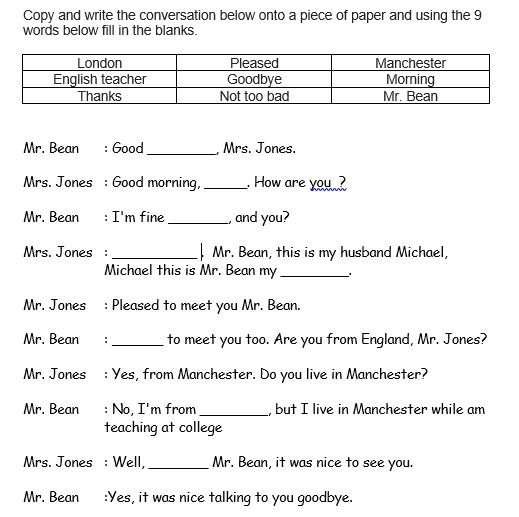 Copy and write the conversation below onto a piece of paper and using the 9
words below fill in the blanks.
London Pleased Manchester
English teacher Goodbye Morning
Thanks Not too bad Mr. Bean
Mr. Bean : Good __________, Mrs. Jones.
Mrs. Jones : Good morning, ______. How are you ?
Mr. Bean : I'm fine _________, and you?
Mrs. Jones : ____________. Mr. Bean, this is my husband Michael,
Michael this is Mr. Bean my __________.
Mr. Jones : Pleased to meet you Mr. Bean.
Mr. Bean : _______ to meet you too. Are you from England, Mr. Jones?
Mr. Jones : Yes, from Manchester. Do you live in Manchester?
Mr. Bean : No, I'm from __________, but I live in Manchester while am
teaching at college
Mrs. Jones : Well, _________ Mr. Bean, it was nice to see you.
Mr. Bean :Yes, it was nice talking to you goodbye.